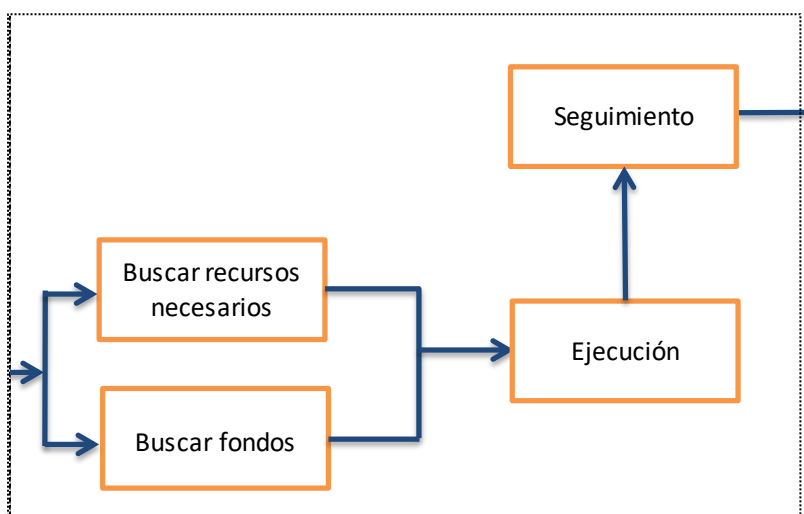 Seguimiento
Buscar recursos
necesarios
Ejecución
Buscar fondos